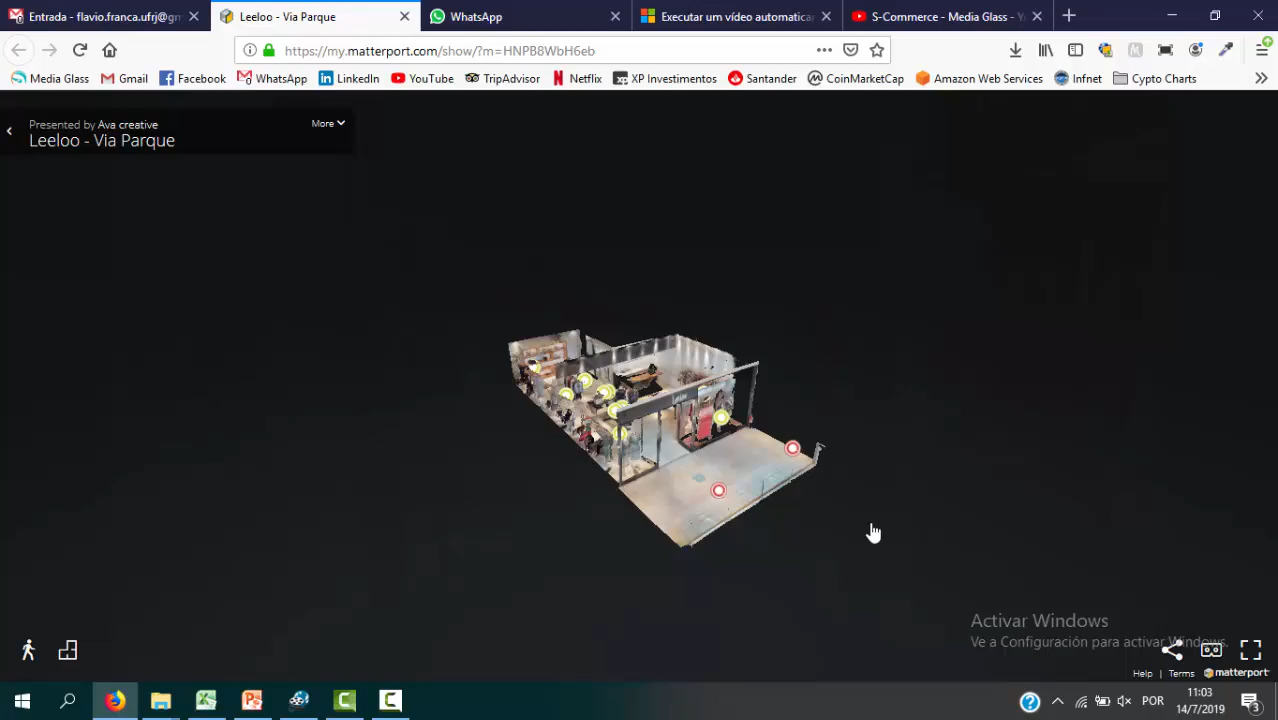 Entrada - flavio.franca.ufrj@gm
Leeloo - Via Parque
WhatsApp
Executar um vídeo automatica
S-Commerce - Media Glass - Y
https://my.matterport.com/show/?m=HNPB8WbH6eb
Media Glass
Gmail
Facebook
WhatsApp
LinkedIn
YouTube
TripAdvisor
Netflix
XP Investimentos
Santander
CoinMarketCap
Amazon Web Services
Infnet
Cypto Charts
Presented by Ava creative
More
Leeloo - Via Parque
Activar Windows
Ve a Configuración para activar Windows.
Help
Terms
matterport
POR
11:03
14/7/2019
3